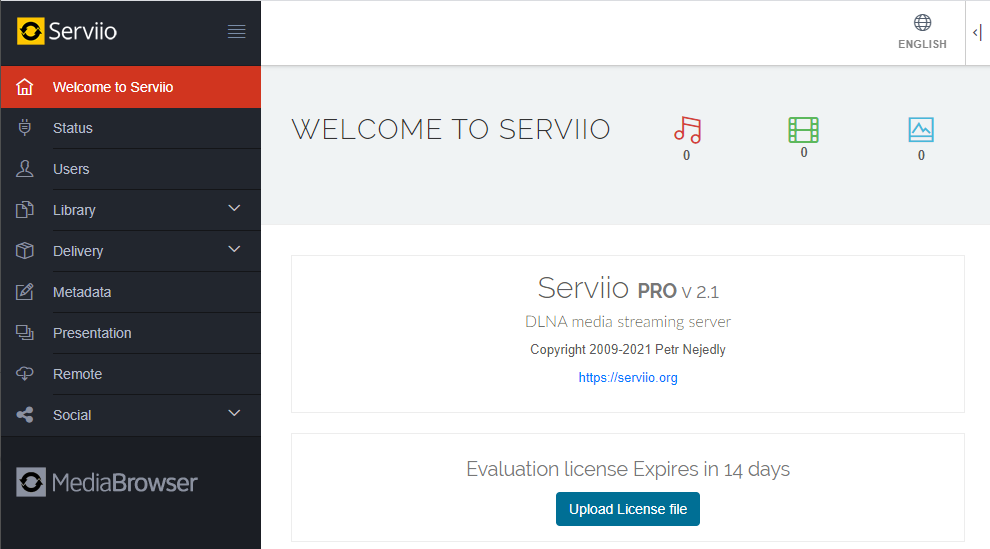 Serviio
ENGLISH
Welcome to Serviio
Status
Users
Library
Delivery
Metadata
Presentation
Remote
Social
MediaBrowser
WELCOME TO SERVIIO
0
0
0
Serviio PRO v 2.1
DLNA media streaming server
Copyright 2009-2021 Petr Nejedly
https://serviio.org
Evaluation license Expires in 14 days
Upload License file